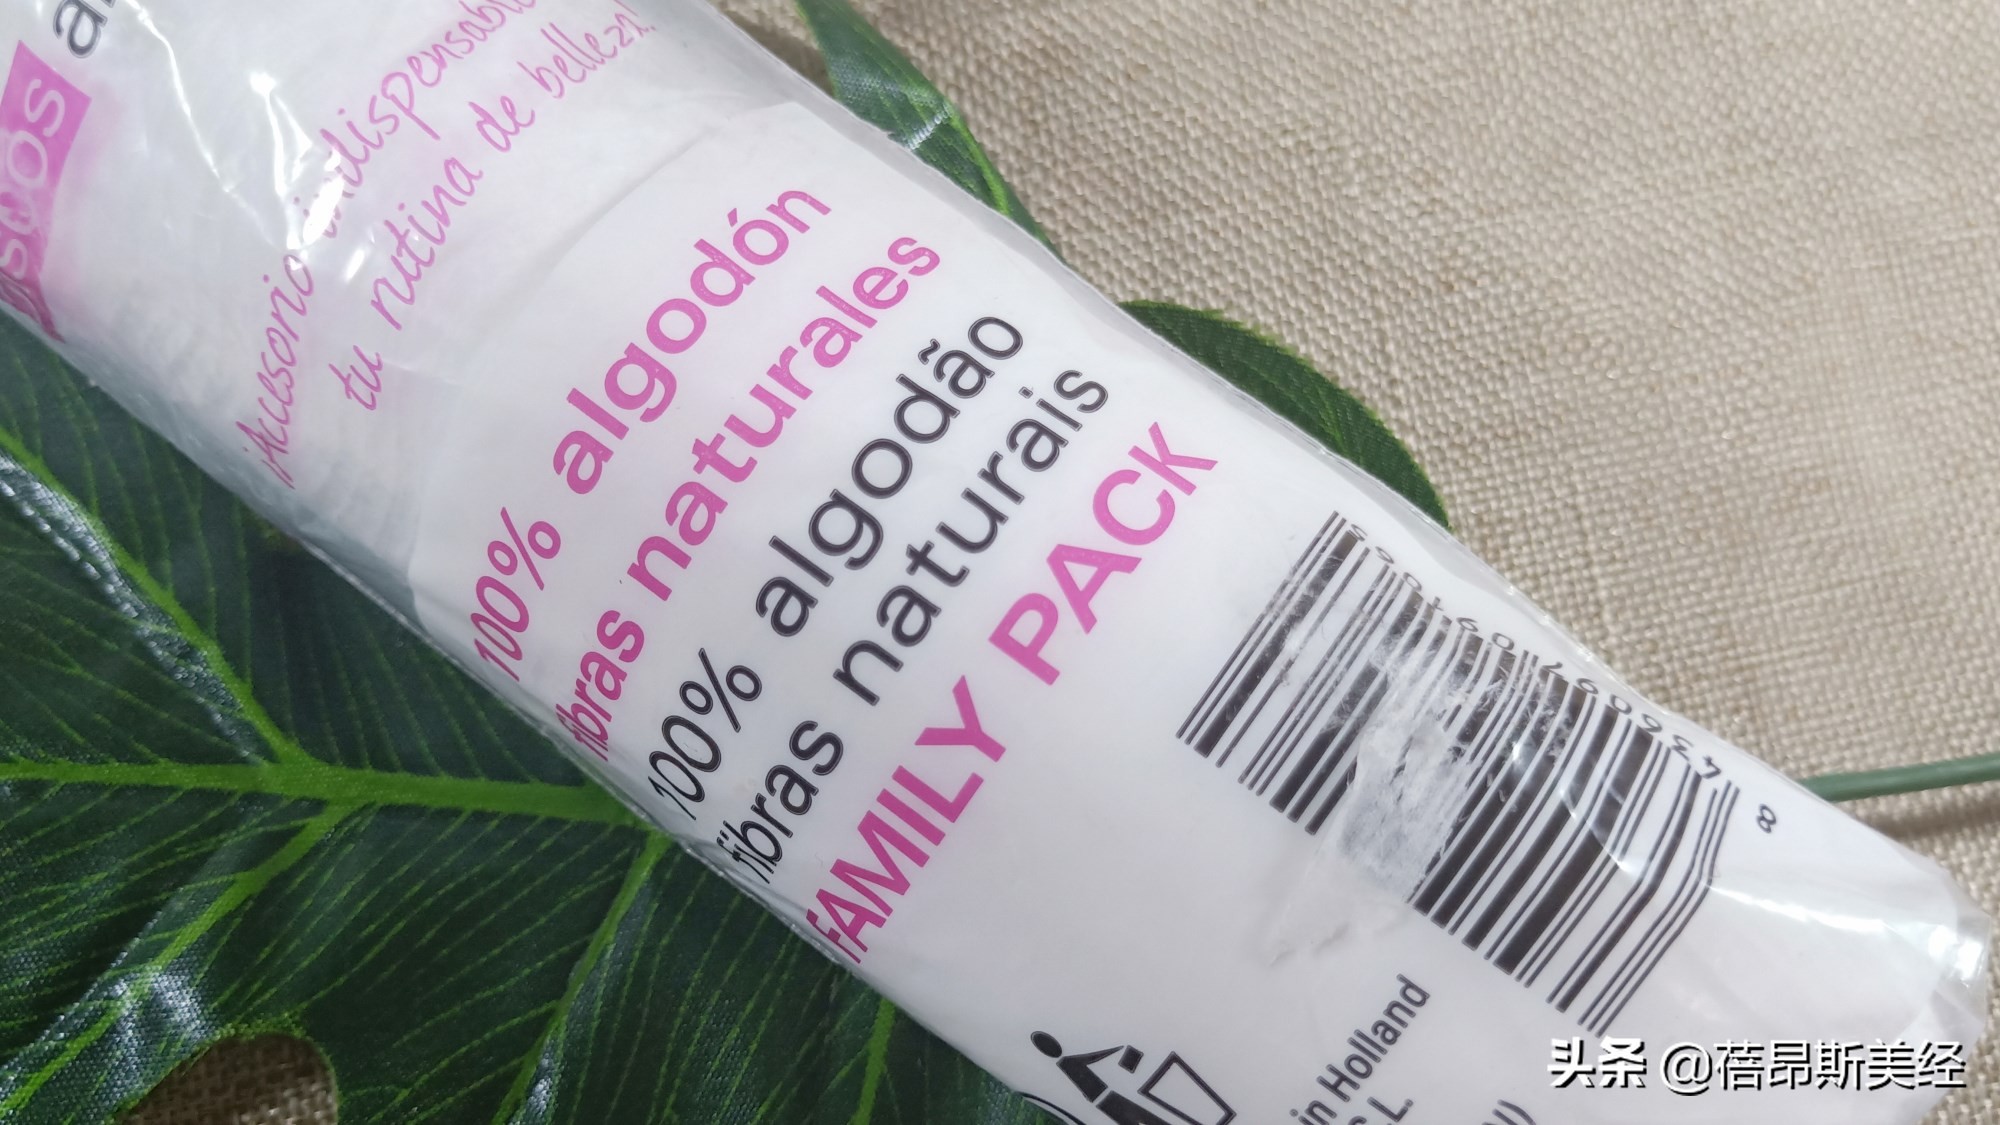 ¡Accesorio indispensable
tu rutina de belleza!
100% algodón
fibras naturales
100% algodão
fibras naturais
FAMILY PACK
8
in Holland
S.L.
头条 @蓓昂斯美经